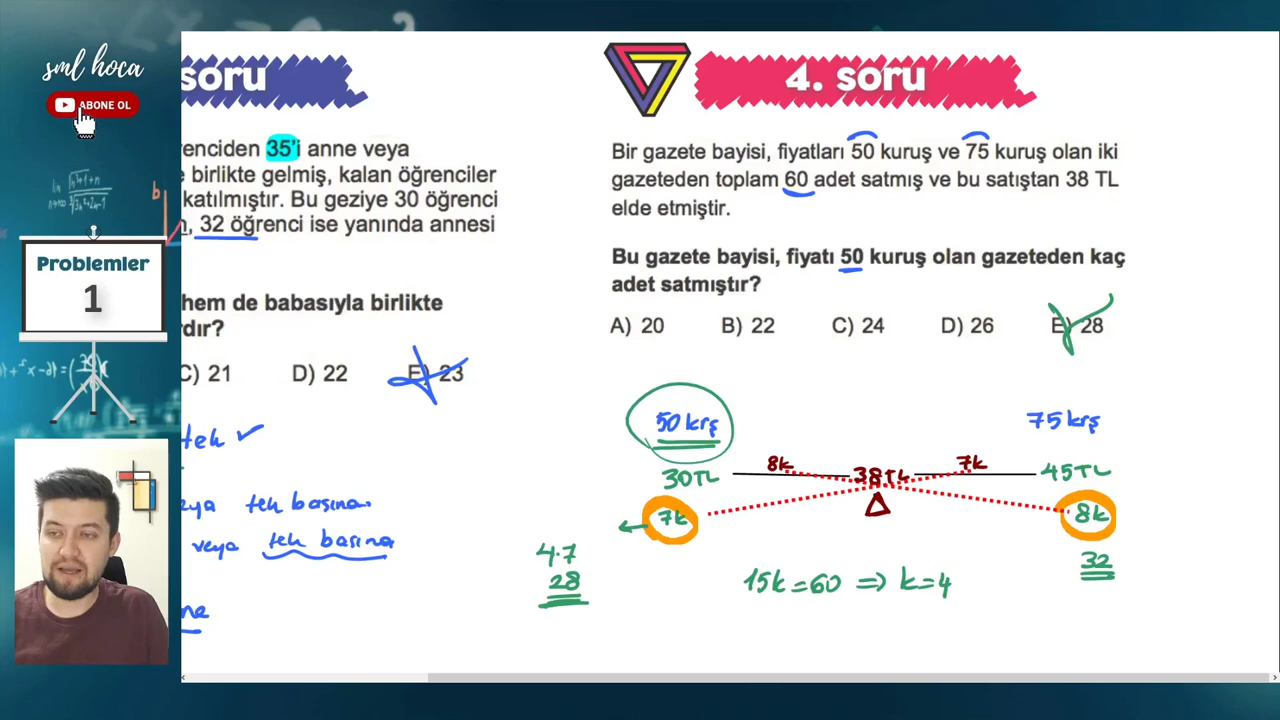 sml hoca
ABONE OL
Problemler
1
b
soru
enciden 35'i anne veya
birlikte gelmiş, kalan öğrenciler
katılmıştır. Bu geziye 30 öğrenci
n, 32 öğrenci ise yanında annesi
hem de babasıyla birlikte
rdır?
C) 21 D) 22 E) 23
tek ✓
veya tek başına
veya tek başına
ne
4. soru
Bir gazete bayisi, fiyatları 50 kuruş ve 75 kuruş olan iki
gazeteden toplam 60 adet satmış ve bu satıştan 38 TL
elde etmiştir.
Bu gazete bayisi, fiyatı 50 kuruş olan gazeteden kaç
adet satmıştır?
A) 20 B) 22 C) 24 D) 26 E) 28
50 krş 75 krş
30TL 8k 38TL 7k 45TL
7k 8k
4·7
28
15k=60 => k=4
32